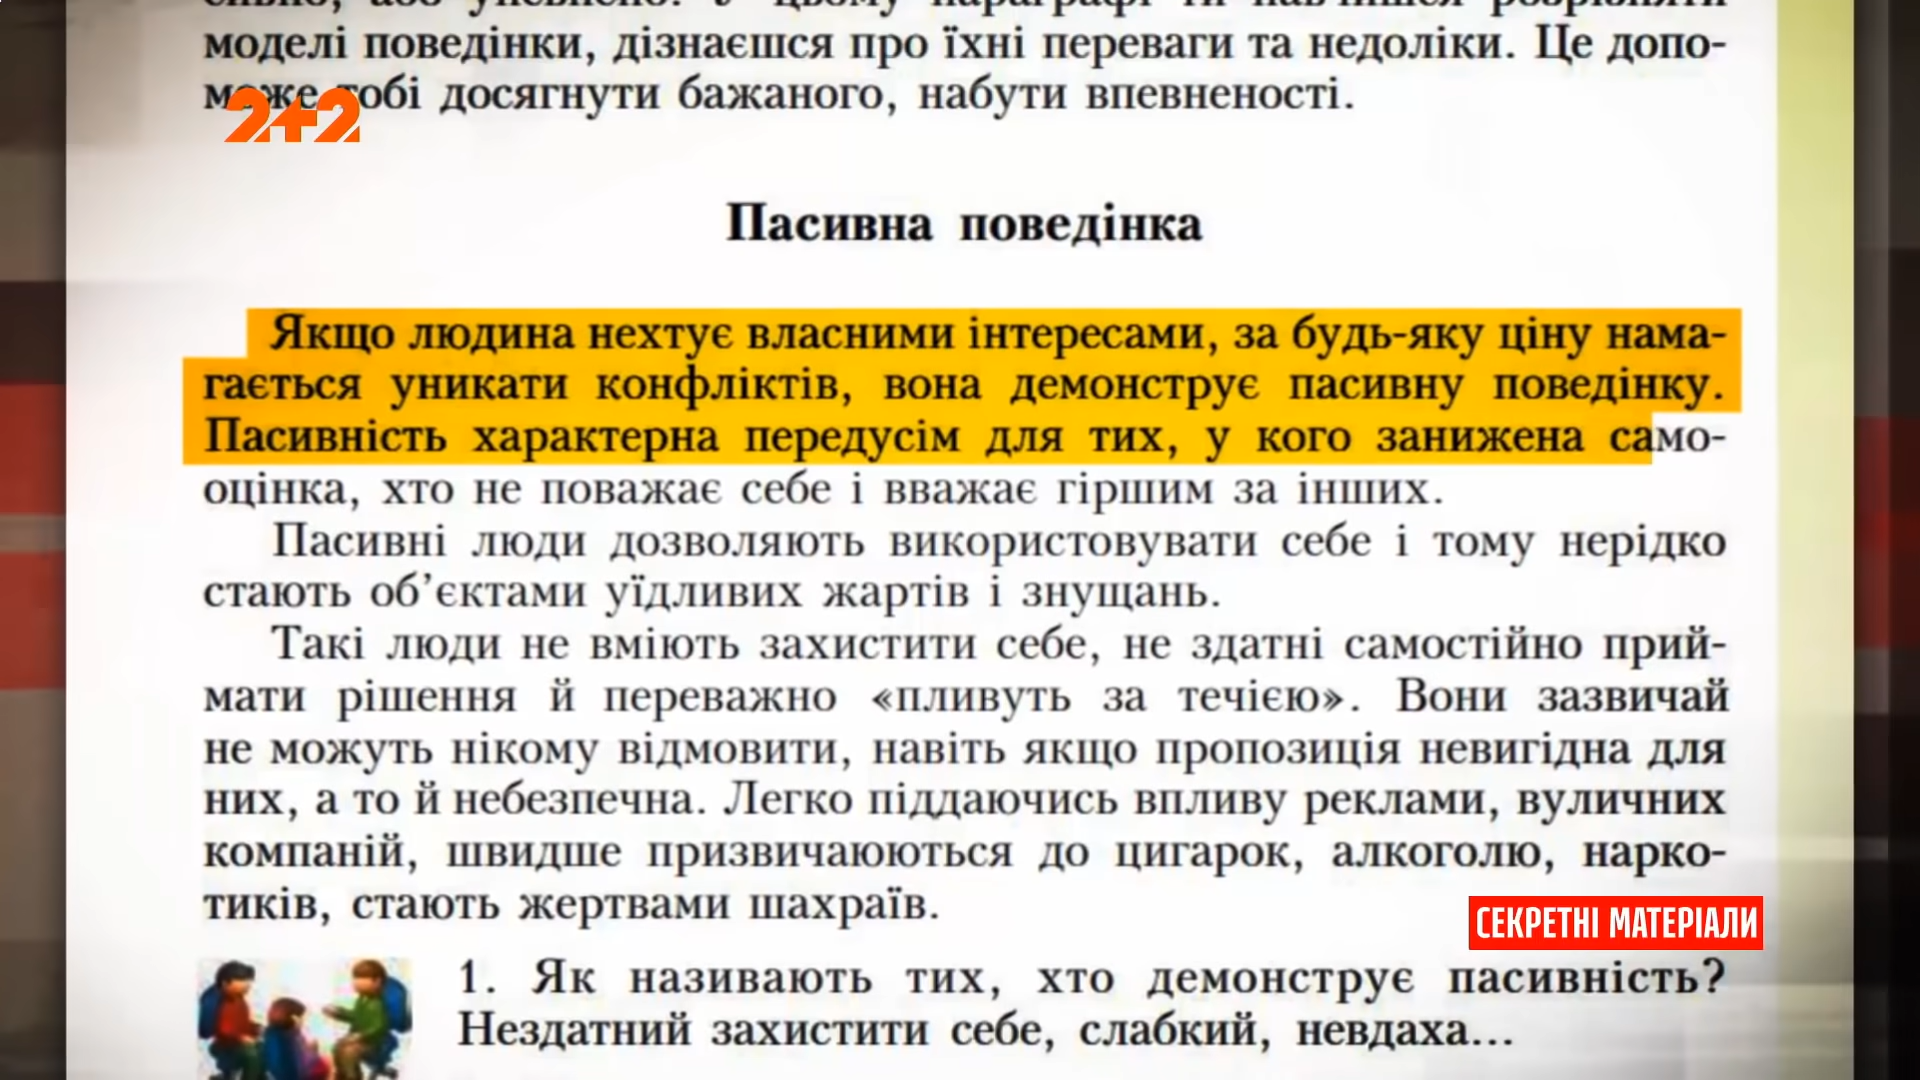 моделі поведінки, дізнаєшся про їхні переваги та недоліки. Це допо-
може тобі досягнути бажаного, набути впевненості.
2+2
Пасивна поведінка
Якщо людина нехтує власними інтересами, за будь-яку ціну нама-
гається уникати конфліктів, вона демонструє пасивну поведінку.
Пасивність характерна передусім для тих, у кого занижена само-
оцінка, хто не поважає себе і вважає гіршим за інших.
Пасивні люди дозволяють використовувати себе і тому нерідко
стають об’єктами уїдливих жартів і знущань.
Такі люди не вміють захистити себе, не здатні самостійно прий-
мати рішення й переважно «пливуть за течією». Вони зазвичай
не можуть нікому відмовити, навіть якщо пропозиція невигідна для
них, а то й небезпечна. Легко піддаючись впливу реклами, вуличних
компаній, швидше призвичаюються до цигарок, алкоголю, нарко-
тиків, стають жертвами шахраїв.
СЕКРЕТНІ МАТЕРІАЛИ
1. Як називають тих, хто демонструє пасивність?
Нездатний захистити себе, слабкий, невдаха...